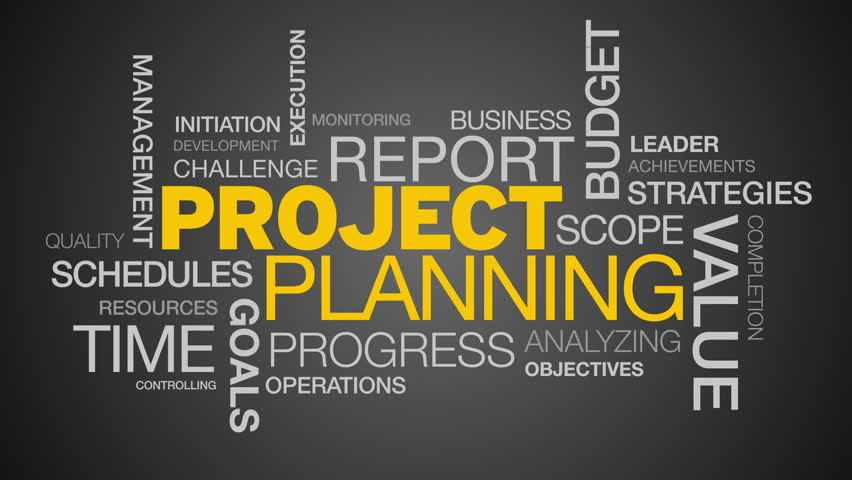 MANAGEMENT
INITIATION
DEVELOPMENT
CHALLENGE
EXECUTION
MONITORING
REPORT
BUSINESS
BUDGET
LEADER
ACHIEVEMENTS
STRATEGIES
PROJECT
SCOPE
QUALITY
SCHEDULES
PLANNING
VALUE
COMPLETION
RESOURCES
TIME
GOALS
PROGRESS
ANALYZING
CONTROLLING
OPERATIONS
OBJECTIVES